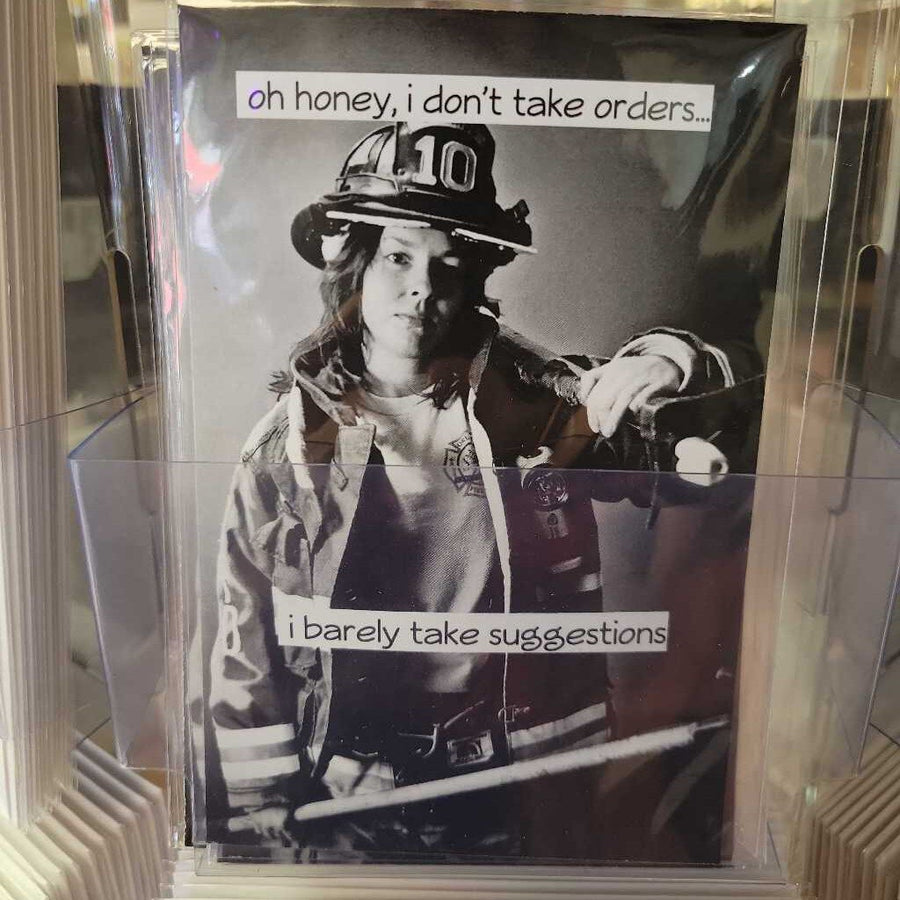 oh honey, i don't take orders...
10
i barely take suggestions